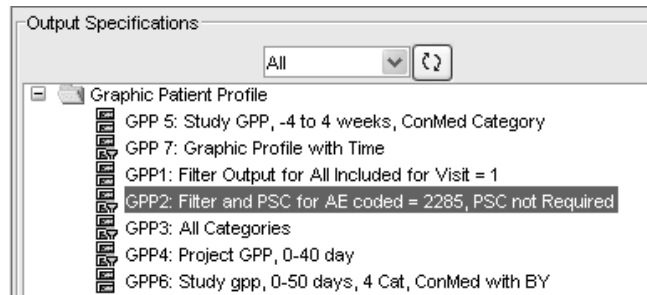 Output Specifications
All
Graphic Patient Profile
GPP 5: Study GPP, -4 to 4 weeks, ConMed Category
GPP 7: Graphic Profile with Time
GPP1: Filter Output for All Included for Visit = 1
GPP2: Filter and PSC for AE coded = 2285, PSC not Required
GPP3: All Categories
GPP4: Project GPP, 0-40 day
GPP6: Study gpp, 0-50 days, 4 Cat, ConMed with BY